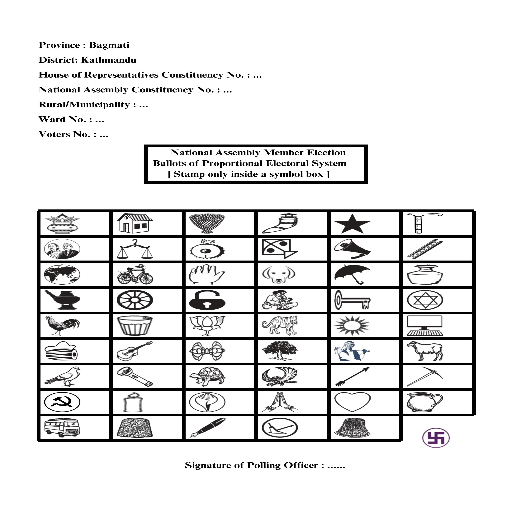 Province : Bagmati
District: Kathmandu
House of Representatives Constituency No. : ...
National Assembly Constituency No. : ...
Rural/Municipality : ...
Ward No. : ...
Voters No. : ...
National Assembly Member Election
Ballots of Proportional Electoral System
[ Stamp only inside a symbol box ]
Signature of Polling Officer : ......